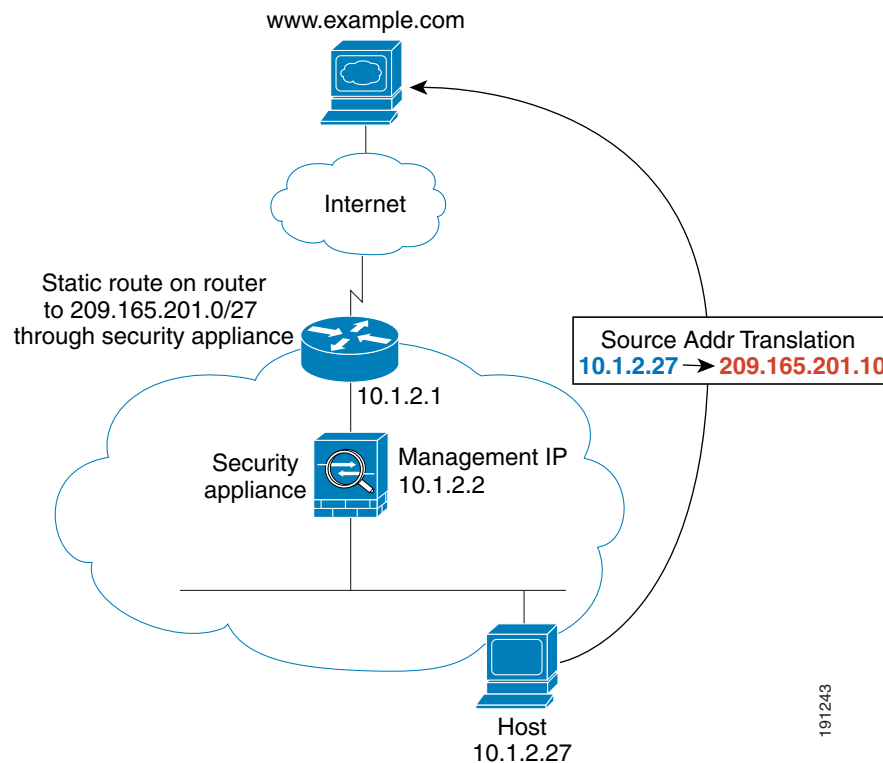 www.example.com
Internet
Static route on router
to 209.165.201.0/27
through security appliance
Source Addr Translation
10.1.2.27 → 209.165.201.10
10.1.2.1
Security
appliance
Management IP
10.1.2.2
Host
10.1.2.27
191243